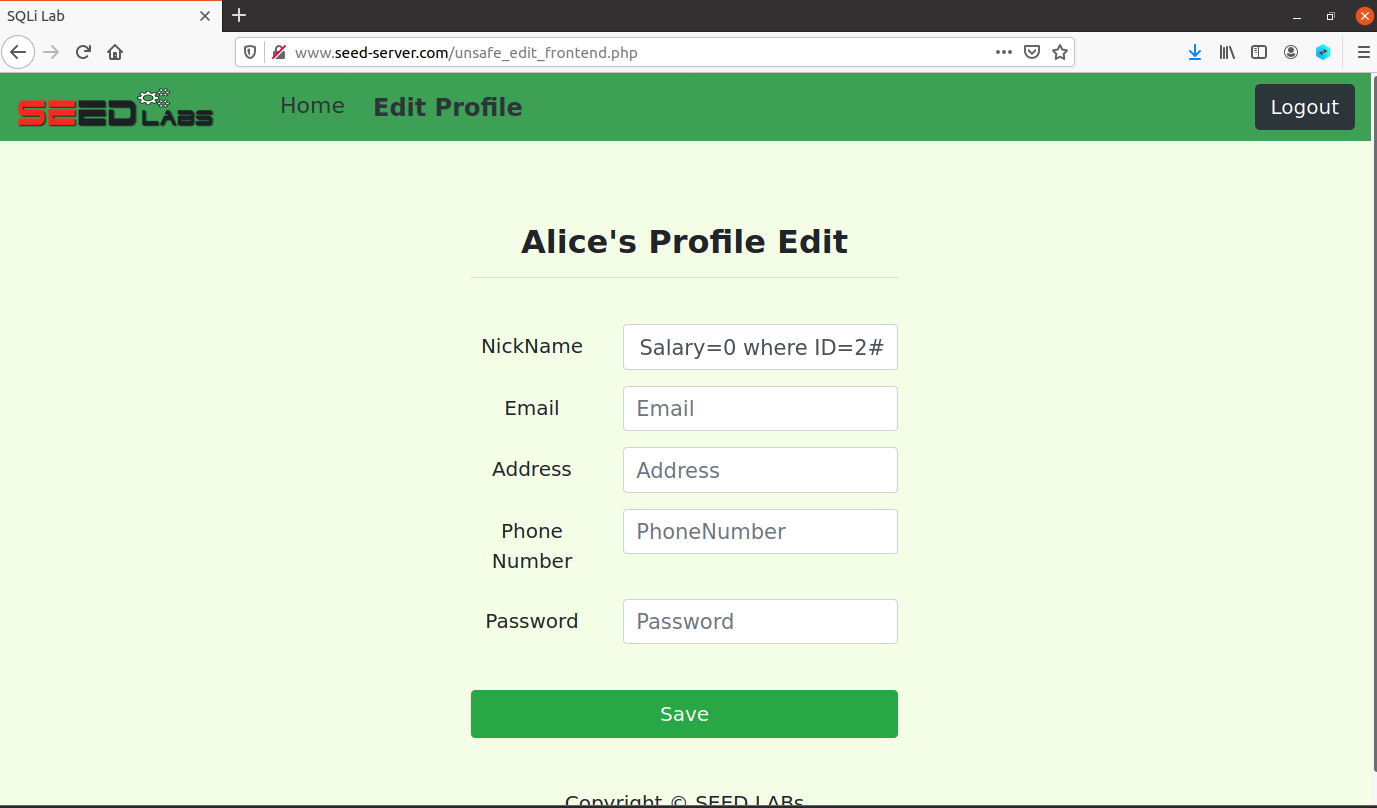 SQLi Lab
www.seed-server.com/unsafe_edit_frontend.php
SEED LABS
Home
Edit Profile
Logout
Alice's Profile Edit
NickName
Salary=0 where ID=2#
Email
Email
Address
Address
Phone
Number
PhoneNumber
Password
Password
Save
Copyright © SEED LABs